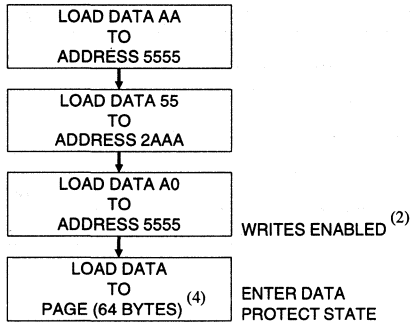 LOAD DATA AA
TO
ADDRESS 5555
LOAD DATA 55
TO
ADDRESS 2AAA
LOAD DATA A0
TO
ADDRESS 5555
WRITES ENABLED (2)
LOAD DATA
TO
PAGE (64 BYTES) (4)
ENTER DATA
PROTECT STATE